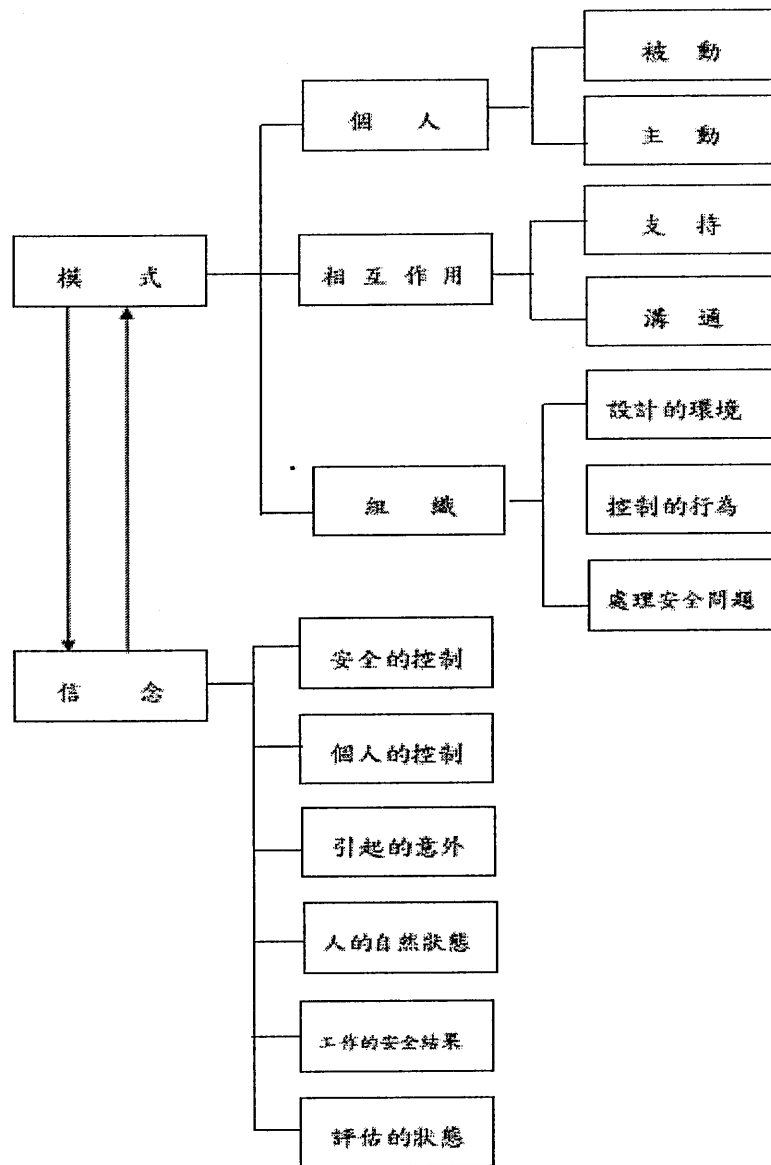 被動
主動
個人
支持
相互作用
模式
溝通
設計的環境
控制的行為
組織
處理安全問題
安全的控制
信念
個人的控制
引起的意外
人的自然狀態
工作的安全結果
評估的狀態